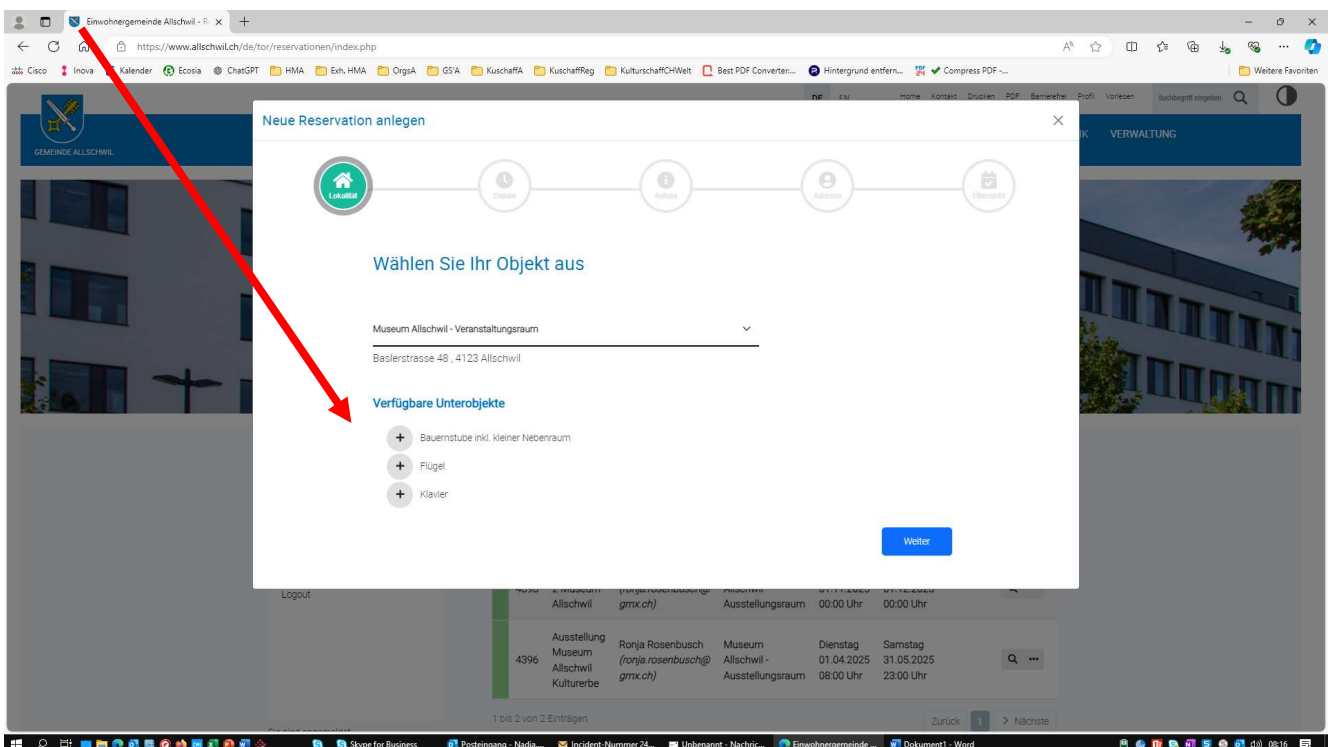 Einwohnergemeinde Allschwil - R
https://www.allschwil.ch/de/tor/reservationen/index.php
Cisco Inova Kalender Ecosia ChatGPT HMA Exh. HMA OrgsA GS'A KuschaffA KuschaffReg KulturschaffCHWelt Best PDF Converter... Hintergrund entfern... Compress PDF -... Weitere Favoriten
DE EN Home Kontakt Drucken PDF Barrierefrei Profil Vorlesen Suchbegriff eingeben
GEMEINDE ALLSCHWIL
VERWALTUNG
Neue Reservation anlegen
Lokalität Datum Anlass Adresse Übersicht
Wählen Sie Ihr Objekt aus
Museum Allschwil - Veranstaltungsraum
Baslerstrasse 48 , 4123 Allschwil
Verfügbare Unterobjekte
Bauernstube inkl. kleiner Nebenraum
Flügel
Klavier
Weiter
Logout
Allschwil gmx.ch) Ausstellungsraum 00:00 Uhr 00:00 Uhr
Ausstellung
Museum Ronja Rosenbusch Museum Dienstag Samstag
4396 Allschwil (ronja.rosenbusch@ Allschwil - 01.04.2025 31.05.2025
Kulturerbe gmx.ch) Ausstellungsraum 08:00 Uhr 23:00 Uhr
1 bis 2 von 2 Einträgen Zurück 1 Nächste
Skype for Business Posteingang - Nadia.... Incident-Nummer 24... Unbenannt - Nachric... Einwohnergemeinde ... Dokument1 - Word 08:16